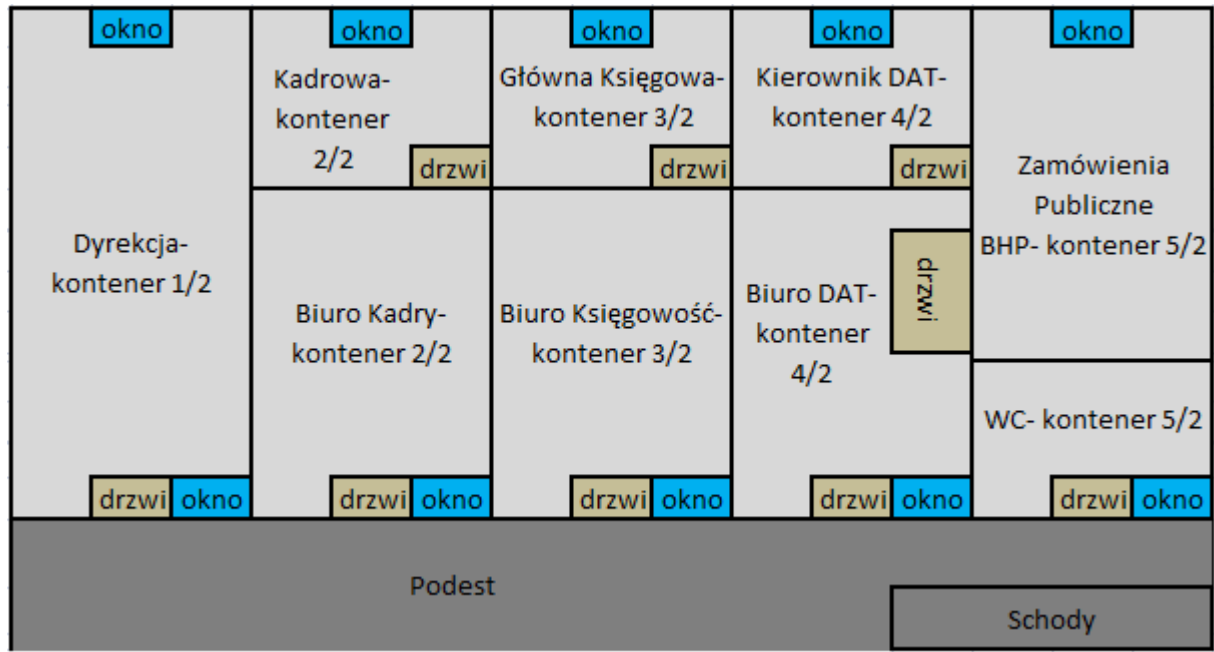 okno
okno
okno
okno
okno
Kadrowa-
kontener
2/2
drzwi
Główna Księgowa-
kontener 3/2
drzwi
Kierownik DAT-
kontener 4/2
drzwi
Zamówienia
Publiczne
BHP- kontener 5/2
Dyrekcja-
kontener 1/2
Biuro Kadry-
kontener 2/2
Biuro Księgowość-
kontener 3/2
Biuro DAT-
kontener
4/2
drzwi
WC- kontener 5/2
drzwi okno
drzwi okno
drzwi okno
drzwi okno
drzwi okno
Podest
Schody